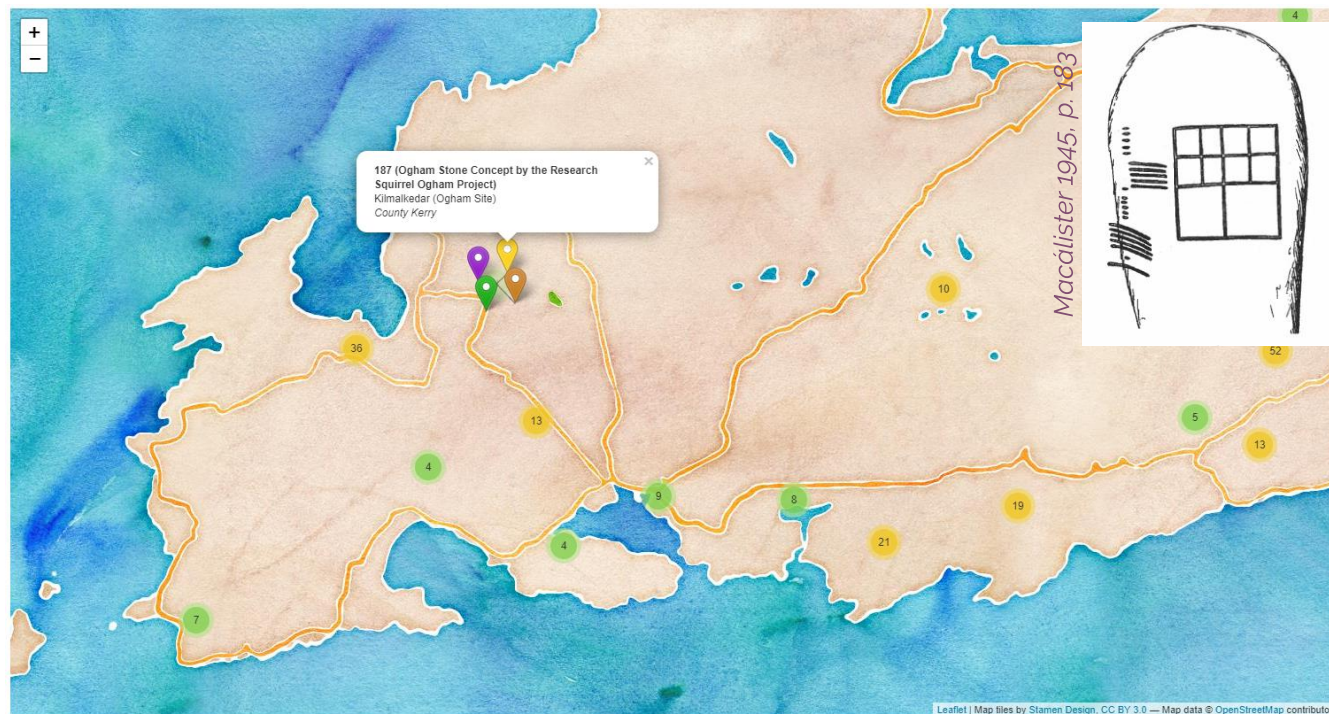 +
−
4
Macálister 1945, p. 183
187 (Ogham Stone Concept by the Research
Squirrel Ogham Project)
Kilmalkedar (Ogham Site)
County Kerry
×
10
36
52
13
5
13
4
9
8
19
4
21
7
Leaflet | Map tiles by Stamen Design, CC BY 3.0 — Map data © OpenStreetMap contributo